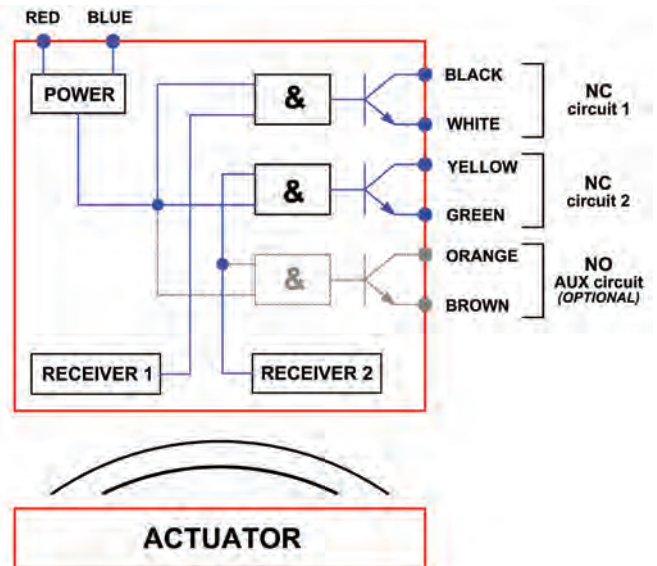 RED BLUE
POWER
& BLACK
NC
circuit 1
WHITE
& YELLOW
NC
circuit 2
GREEN
& ORANGE
NO
AUX circuit
(OPTIONAL)
BROWN
RECEIVER 1 RECEIVER 2
ACTUATOR